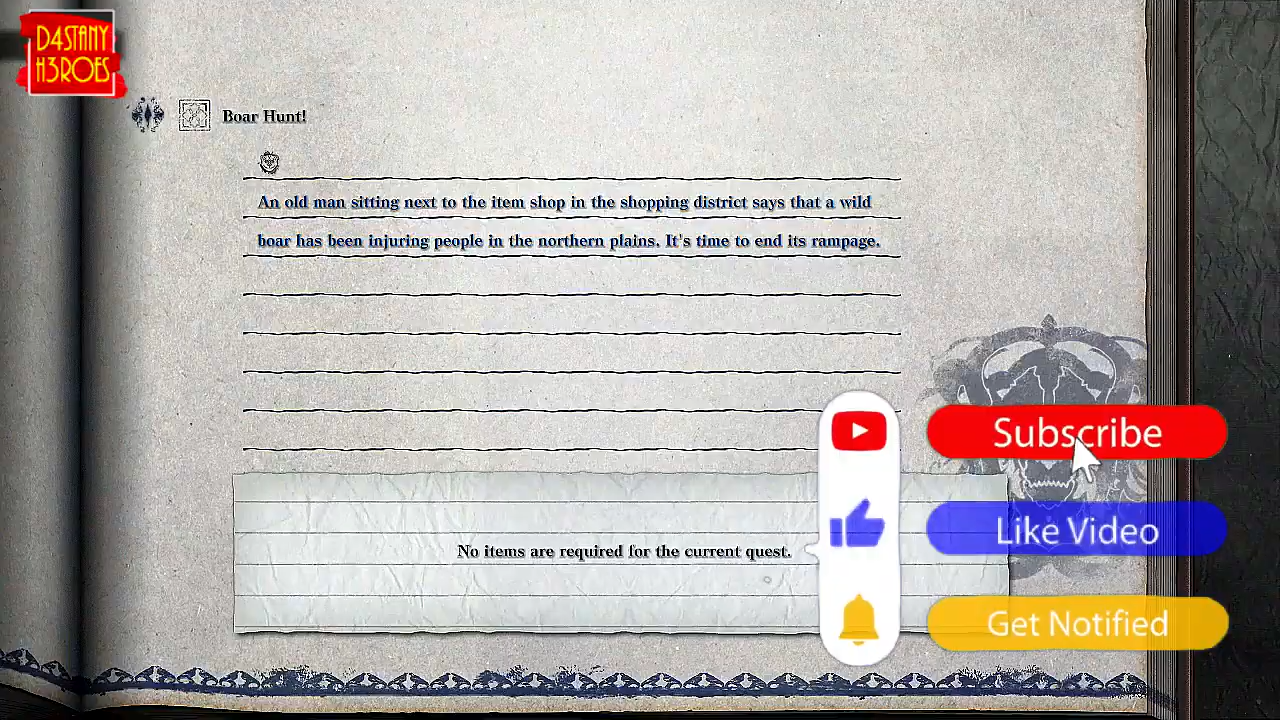 D4STANY
H3ROES
Boar Hunt!
An old man sitting next to the item shop in the shopping district says that a wild
boar has been injuring people in the northern plains. It's time to end its rampage.
Subscribe
Like Video
No items are required for the current quest.
Get Notified